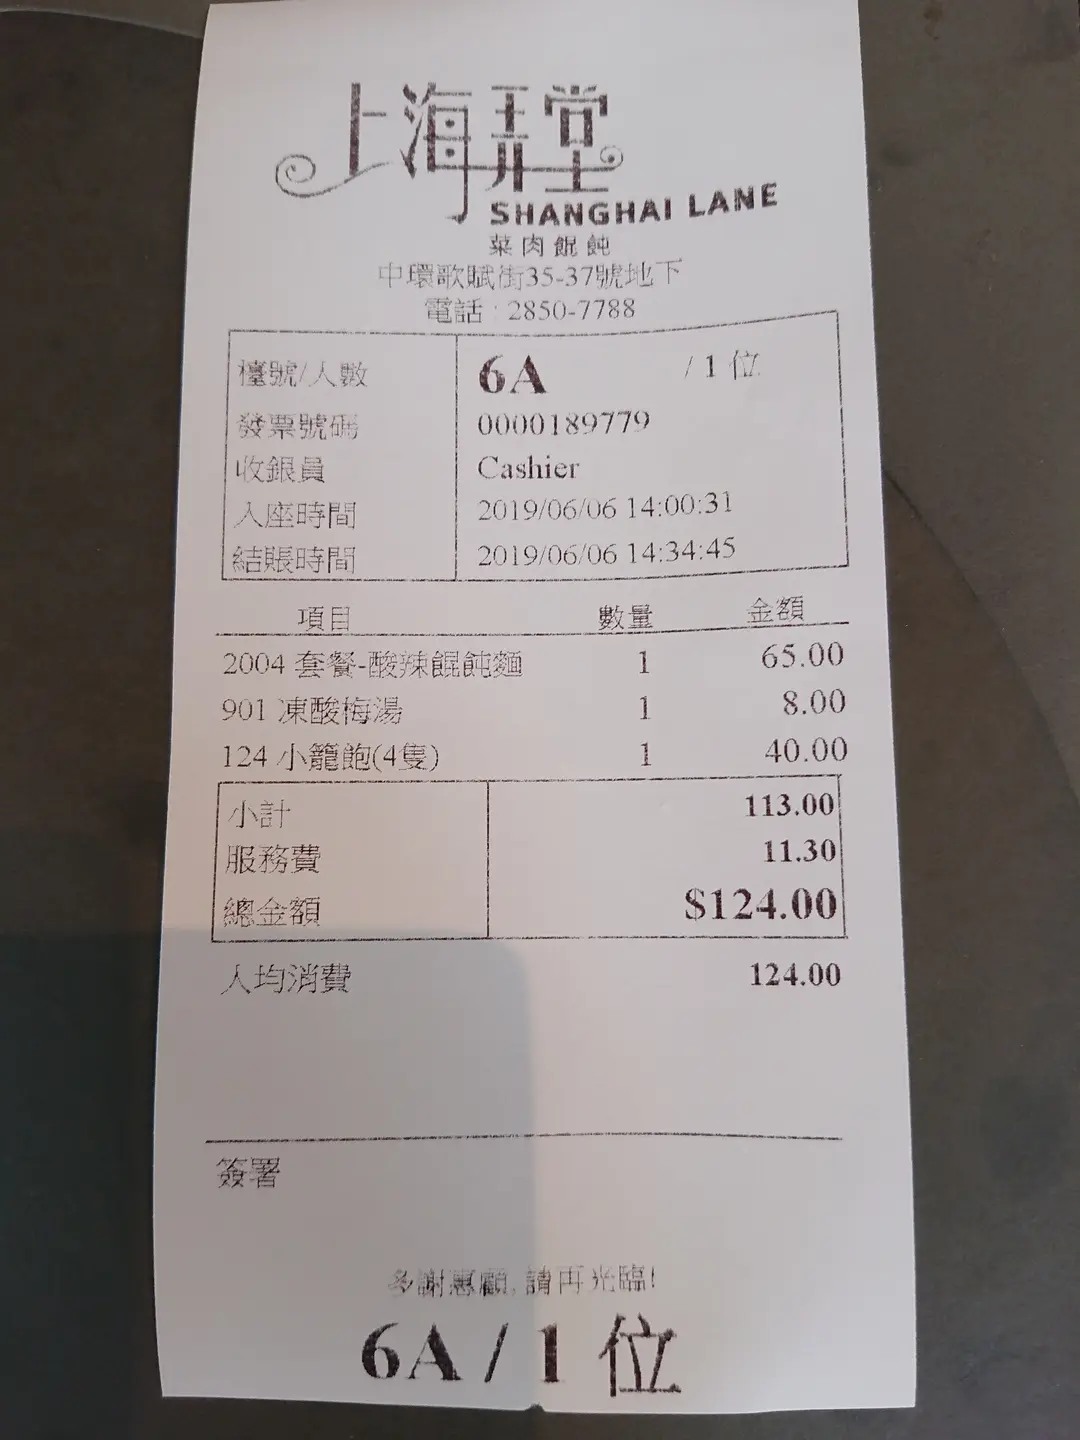 上海弄堂
SHANGHAI LANE
菜肉餛飩
中環歌賦街35-37號地下
電話 : 2850-7788
檯號/人數 6A / 1 位
發票號碼 0000189779
收銀員 Cashier
入座時間 2019/06/06 14:00:31
結賬時間 2019/06/06 14:34:45
項目 數量 金額
2004 套餐-酸辣餛飩麵 1 65.00
901 凍酸梅湯 1 8.00
124 小籠飽(4隻) 1 40.00
小計 113.00
服務費 11.30
總金額 $124.00
人均消費 124.00
簽署
多謝惠顧, 請再光臨!
6A / 1 位